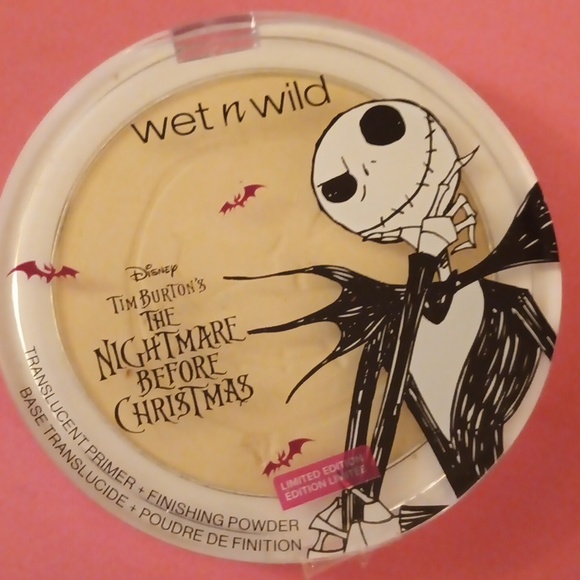 wet n wild
Disney
TIM BURTON'S
THE
NIGHTMARE
BEFORE
CHRISTMAS
TRANSLUCENT PRIMER + FINISHING POWDER
BASE TRANSLUCIDE + POUDRE DE FINITION
LIMITED EDITION
EDITION LIMITÉE